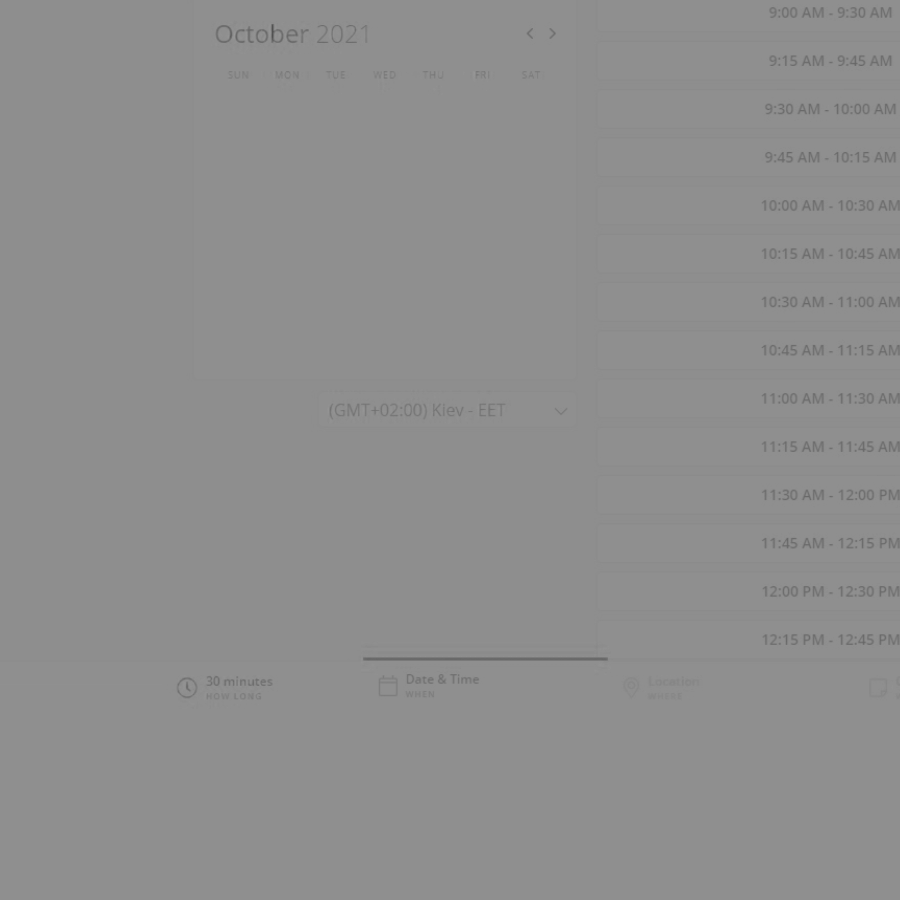 October 2021
SUN MON TUE WED THU FRI SAT
(GMT+02:00) Kiev - EET
9:00 AM - 9:30 AM
9:15 AM - 9:45 AM
9:30 AM - 10:00 AM
9:45 AM - 10:15 AM
10:00 AM - 10:30 AM
10:15 AM - 10:45 AM
10:30 AM - 11:00 AM
10:45 AM - 11:15 AM
11:00 AM - 11:30 AM
11:15 AM - 11:45 AM
11:30 AM - 12:00 PM
11:45 AM - 12:15 PM
12:00 PM - 12:30 PM
12:15 PM - 12:45 PM
30 minutes
HOW LONG
Date & Time
WHEN
Location
WHERE